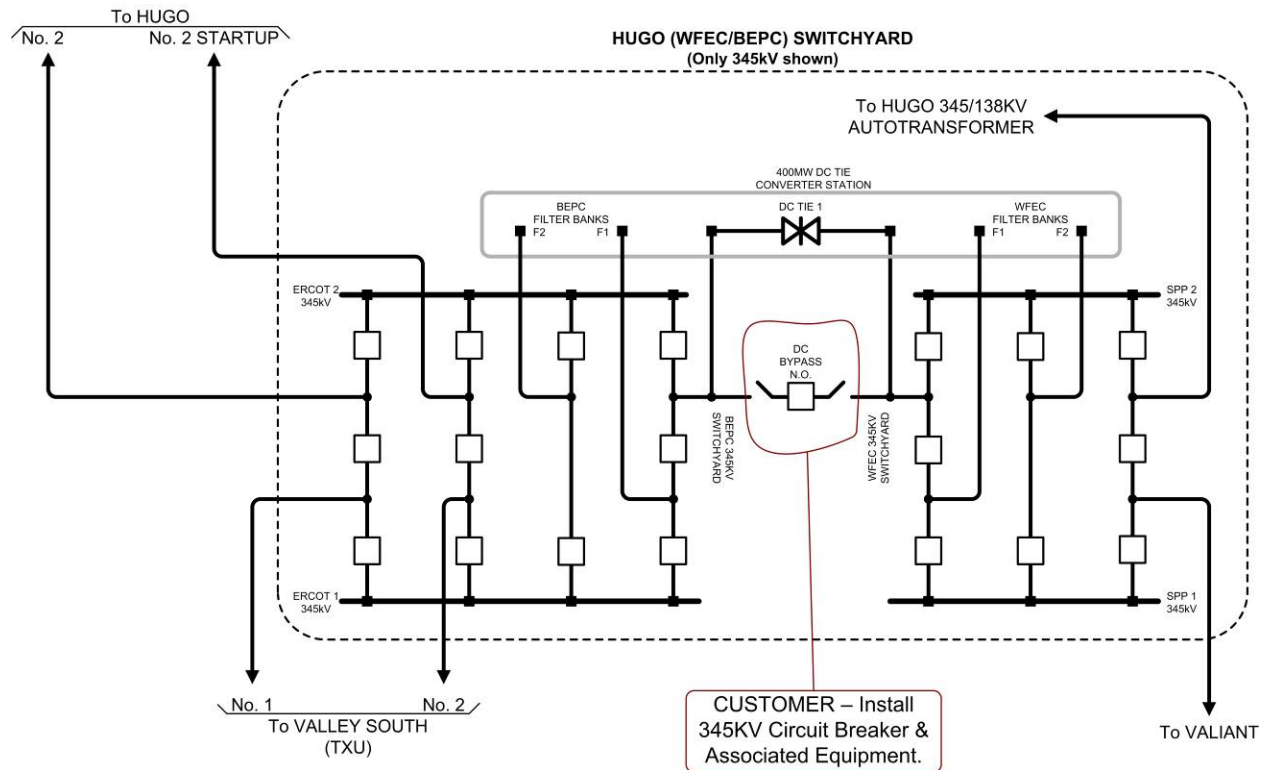 To HUGO
No. 2
No. 2 STARTUP
HUGO (WFEC/BEPC) SWITCHYARD
(Only 345kV shown)
To HUGO 345/138KV
AUTOTRANSFORMER
400MW DC TIE
CONVERTER STATION
BEPC
FILTER BANKS
F2
F1
DC TIE 1
WFEC
FILTER BANKS
F1
F2
ERCOT 2
345kV
SPP 2
345kV
DC
BYPASS
N.O.
BEPC 345KV
SWITCHYARD
WFEC 345KV
SWITCHYARD
ERCOT 1
345kV
SPP 1
345kV
No. 1
No. 2
To VALLEY SOUTH
(TXU)
CUSTOMER – Install
345KV Circuit Breaker &
Associated Equipment.
To VALIANT